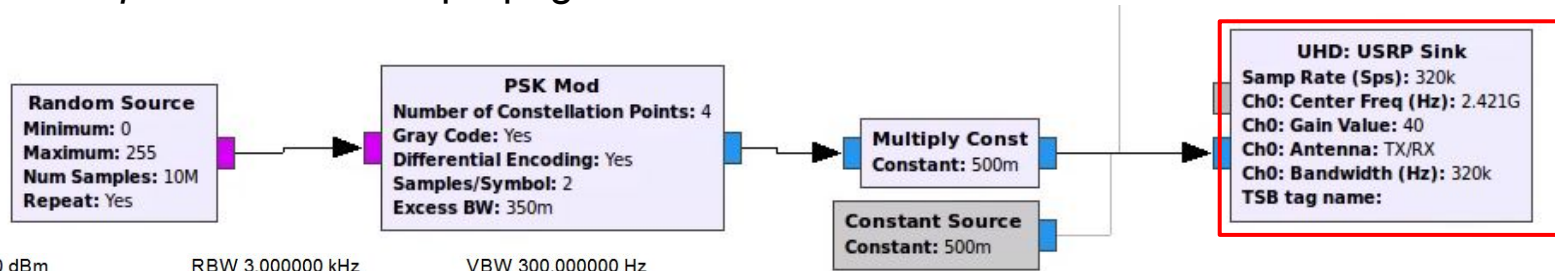 Random Source
Minimum: 0
Maximum: 255
Num Samples: 10M
Repeat: Yes
PSK Mod
Number of Constellation Points: 4
Gray Code: Yes
Differential Encoding: Yes
Samples/Symbol: 2
Excess BW: 350m
Multiply Const
Constant: 500m
Constant Source
Constant: 500m
UHD: USRP Sink
Samp Rate (Sps): 320k
Ch0: Center Freq (Hz): 2.421G
Ch0: Gain Value: 40
Ch0: Antenna: TX/RX
Ch0: Bandwidth (Hz): 320k
TSB tag name:
dBm RBW 3.000000 kHz VBW 300.000000 Hz